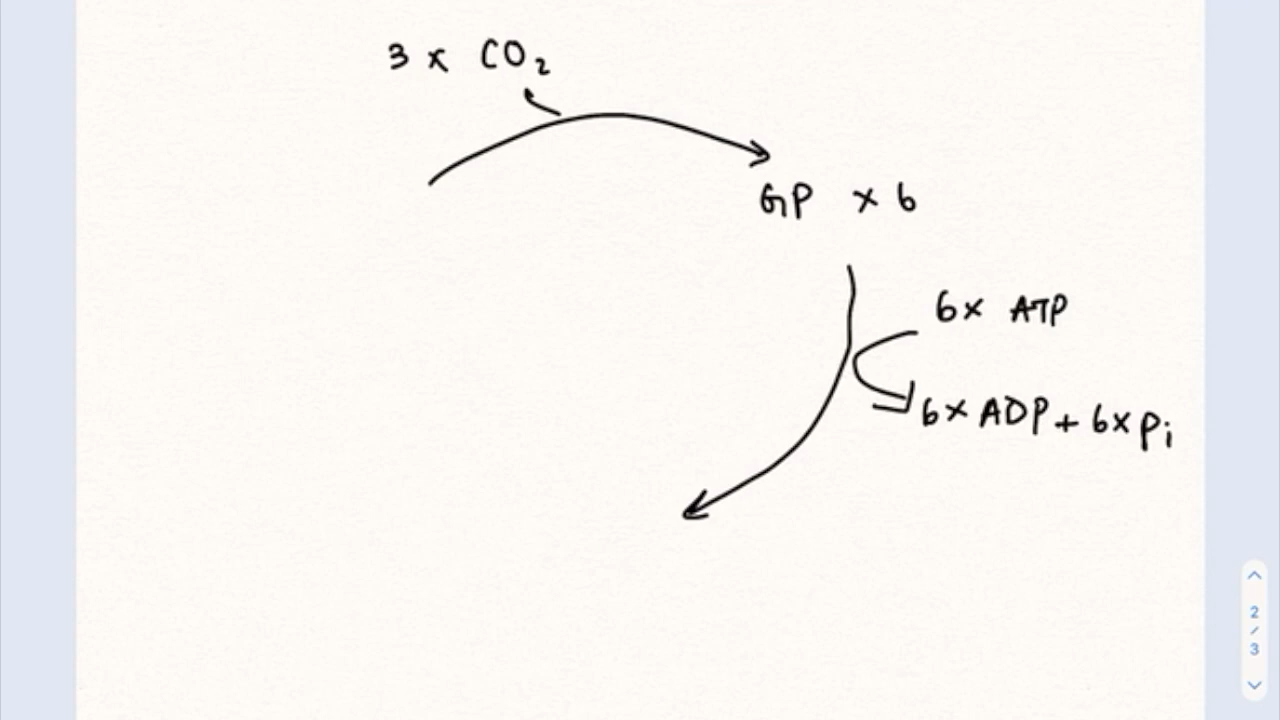 3 x CO₂
GP x 6
6x ATP
6x ADP + 6x Pi
2
/
3